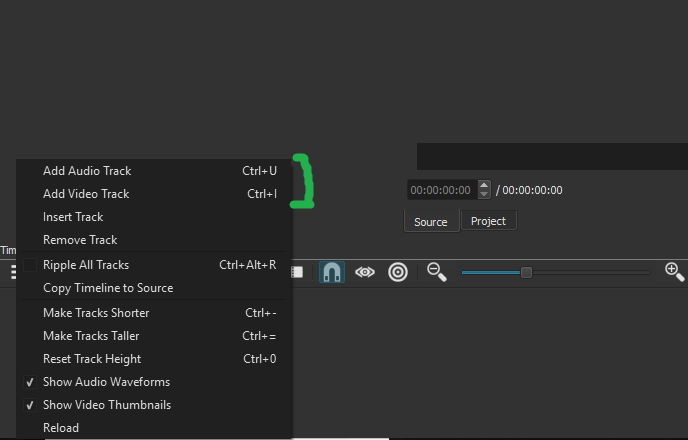 Add Audio Track Ctrl+U
Add Video Track Ctrl+I
Insert Track
Remove Track
00:00:00:00 / 00:00:00:00
Source Project
Tim
Ripple All Tracks Ctrl+Alt+R
Copy Timeline to Source
Make Tracks Shorter Ctrl+-
Make Tracks Taller Ctrl+=
Reset Track Height Ctrl+0
Show Audio Waveforms
Show Video Thumbnails
Reload